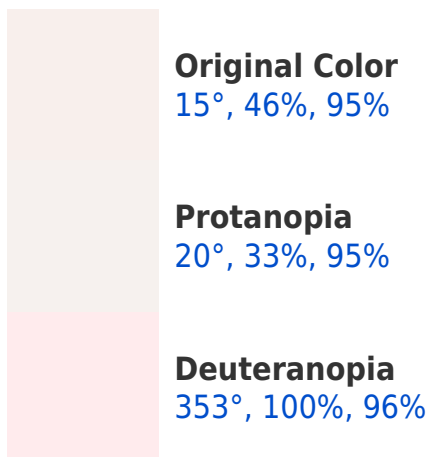 Original Color
15°, 46%, 95%
Protanopia
20°, 33%, 95%
Deuteranopia
353°, 100%, 96%